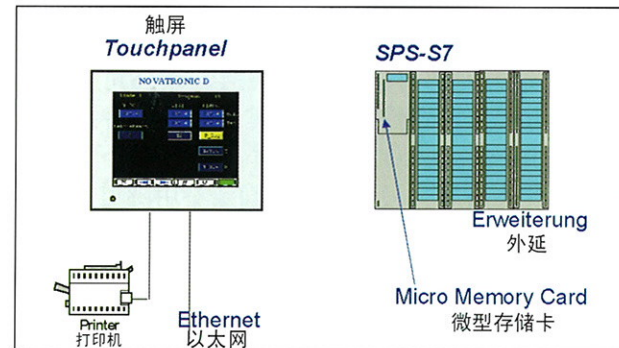 触屏
Touchpanel
NOVATRONIC D
Printer
打印机
Ethernet
以太网
SPS-S7
Erweiterung
外延
Micro Memory Card
微型存储卡